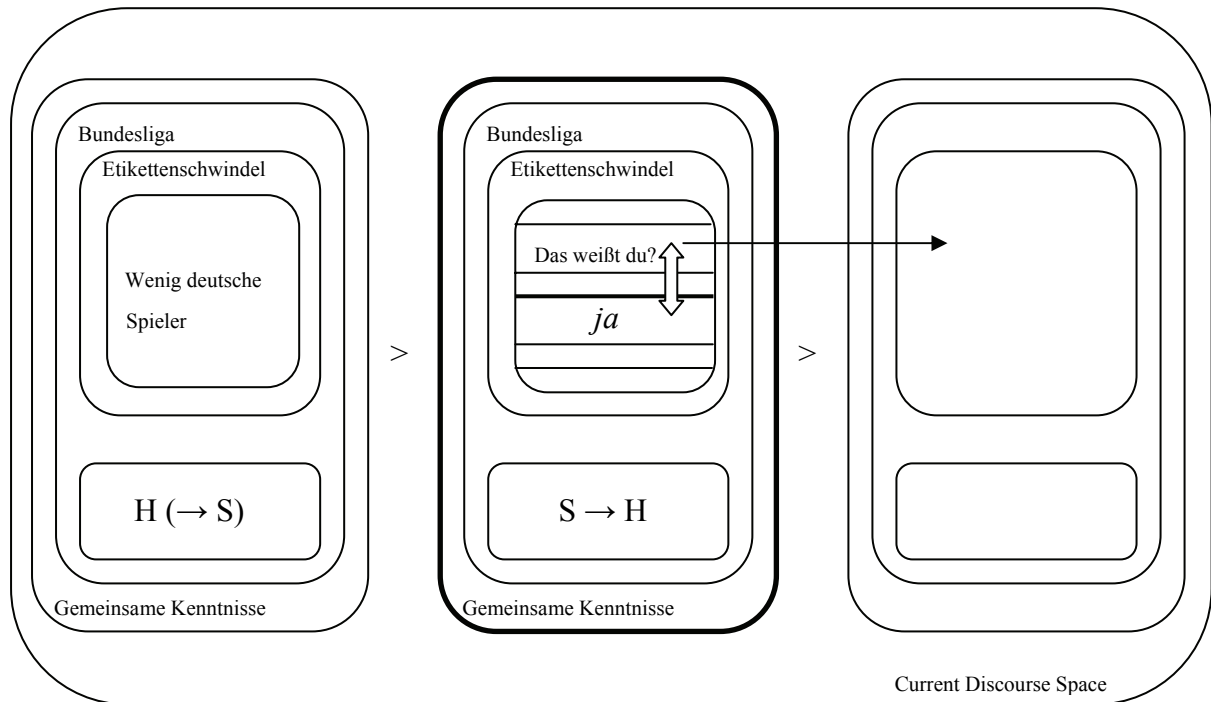 Bundesliga
Etikettenschwindel
Wenig deutsche
Spieler
H (→ S)
Gemeinsame Kenntnisse
>
Bundesliga
Etikettenschwindel
Das weißt du?
ja
S → H
Gemeinsame Kenntnisse
>
Current Discourse Space